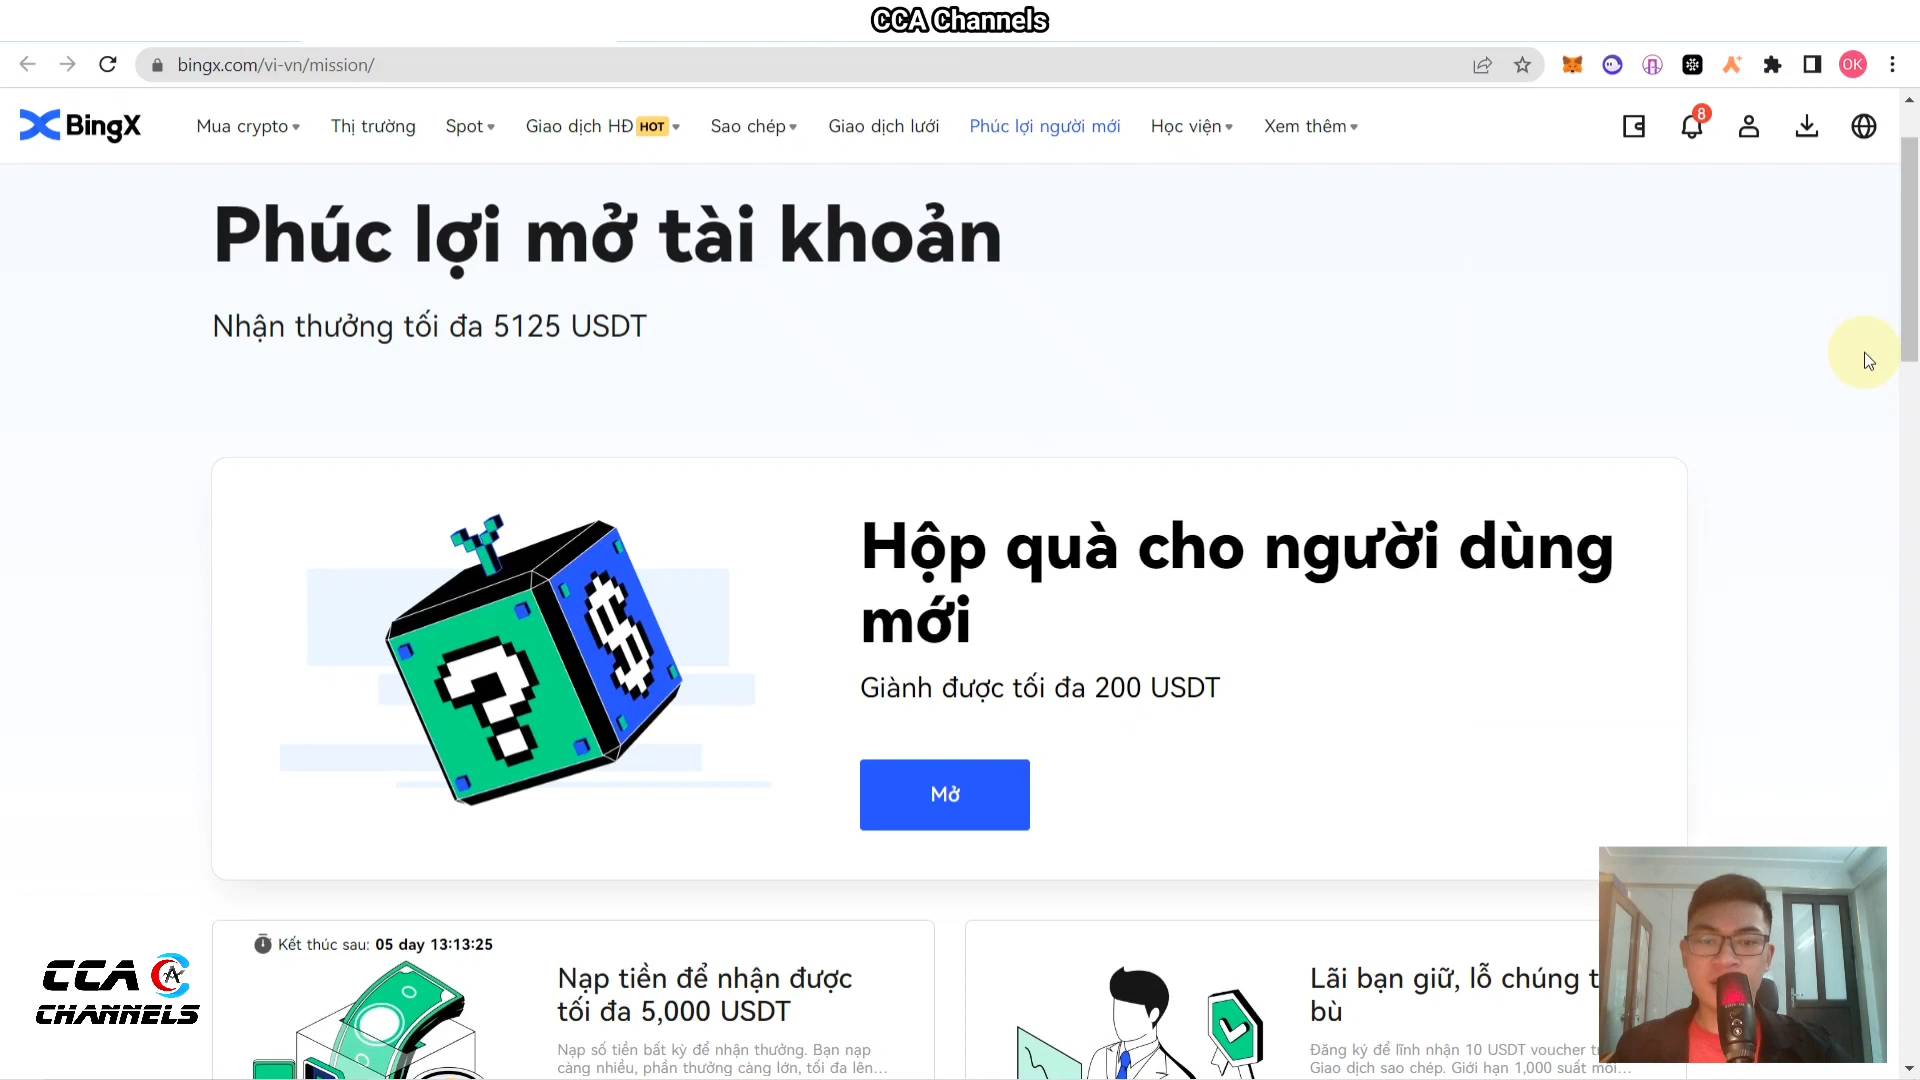 CCA Channels
bingx.com/vi-vn/mission/
OK
BingX
Mua crypto
Thị trường
Spot
Giao dịch HĐ HOT
Sao chép
Giao dịch lưới
Phúc lợi người mới
Học viện
Xem thêm
8
Phúc lợi mở tài khoản
Nhận thưởng tối đa 5125 USDT
Hộp quà cho người dùng
mới
Giành được tối đa 200 USDT
Mở
Kết thúc sau: 05 day 13:13:25
Nạp tiền để nhận được
tối đa 5,000 USDT
Nạp số tiền bất kỳ để nhận thưởng. Bạn nạp
càng nhiều, phần thưởng càng lớn, tối đa lên...
Lãi bạn giữ, lỗ chúng t
bù
Đăng ký để lĩnh nhận 10 USDT voucher
Giao dịch sao chép. Giới hạn 1,000 suất mỗi...
CCA
CHANNELS